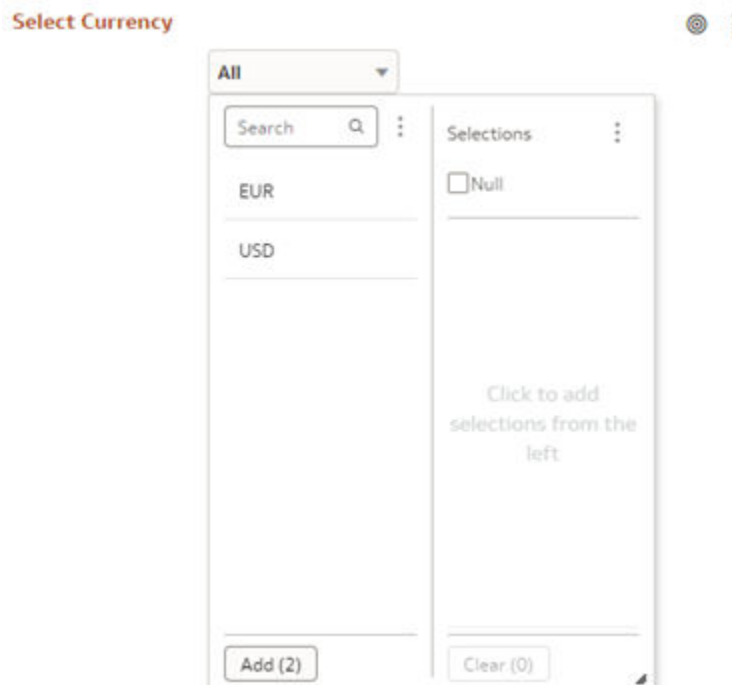 Select Currency
All
Search
EUR
USD
Add (2)
Selections
Null
Click to add
selections from the
left
Clear (0)